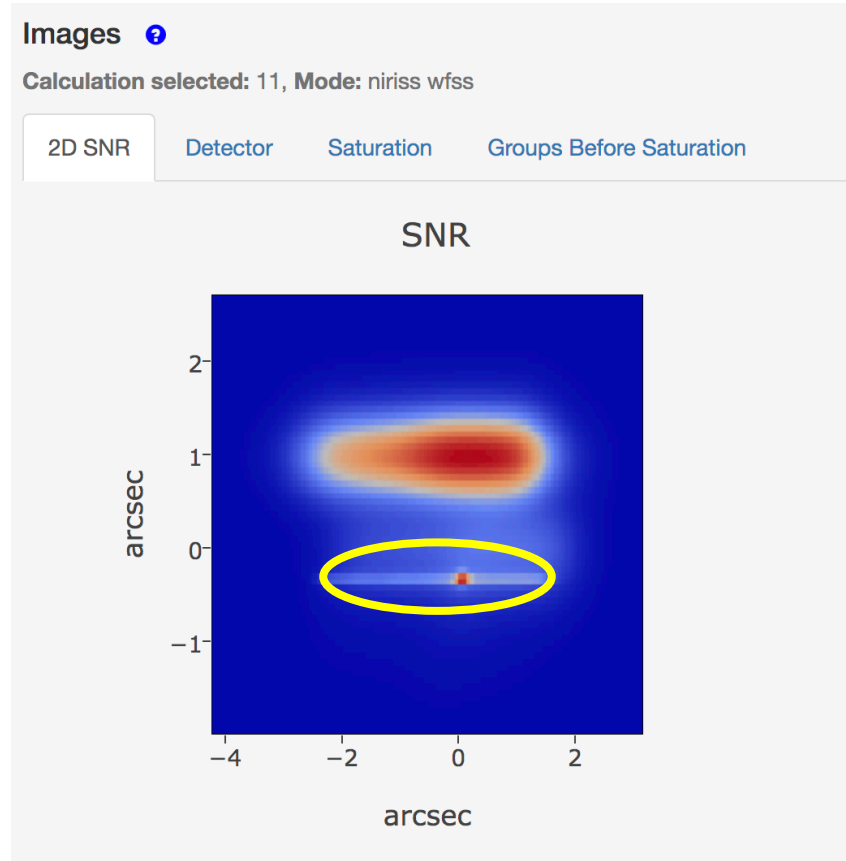 Images ?
Calculation selected: 11, Mode: niriss wfss
2D SNR Detector Saturation Groups Before Saturation
SNR
2
1
0
−1
arcsec
−4 −2 0 2
arcsec